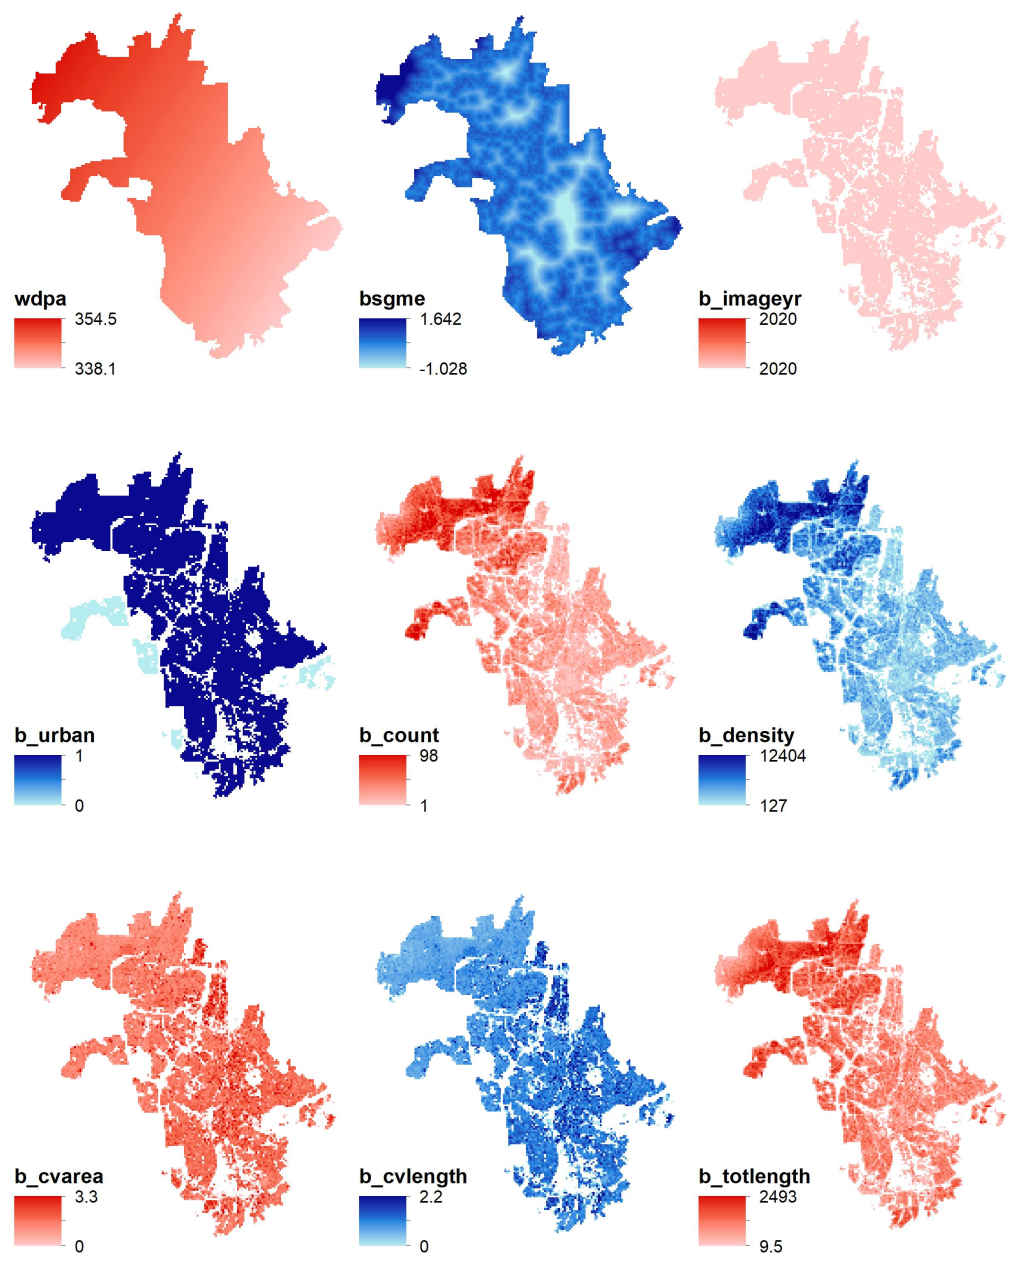 wdpa
354.5
338.1
bsgme
1.642
-1.028
b_imageyr
2020
2020
b_urban
1
0
b_count
98
1
b_density
12404
127
b_cvarea
3.3
0
b_cvlength
2.2
0
b_totlength
2493
9.5